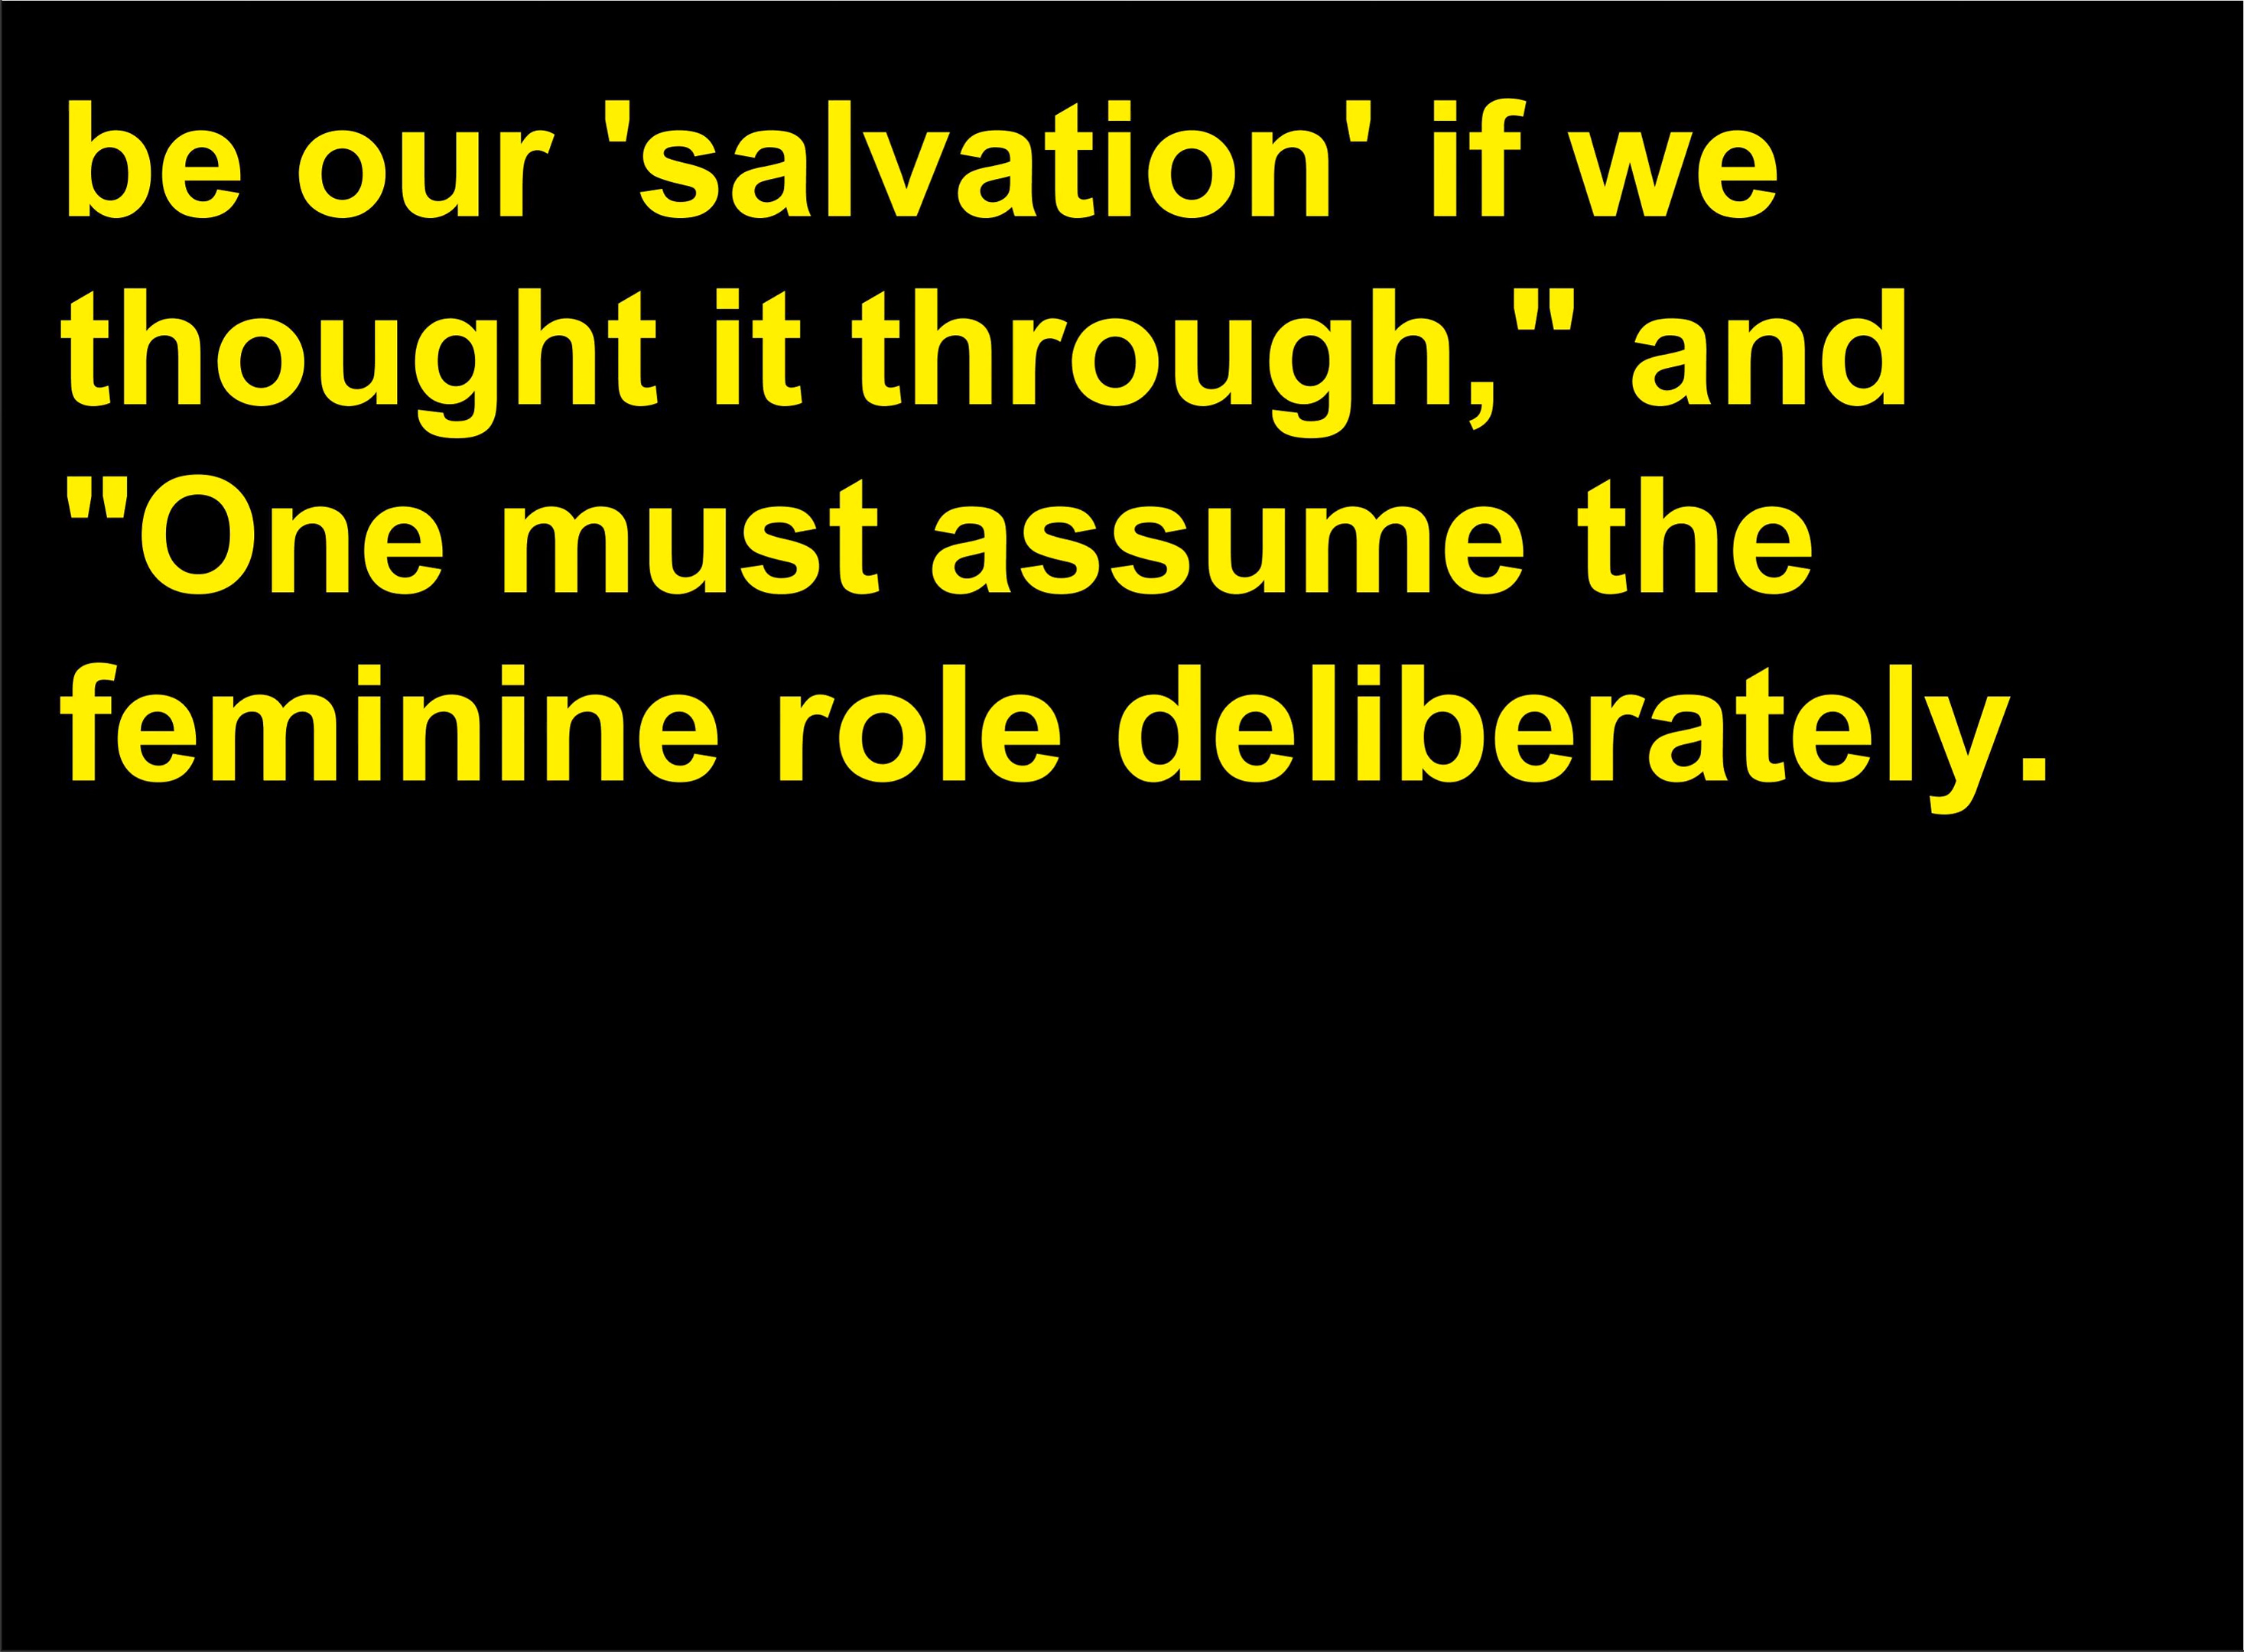 be our 'salvation' if we
thought it through," and
"One must assume the
feminine role deliberately.